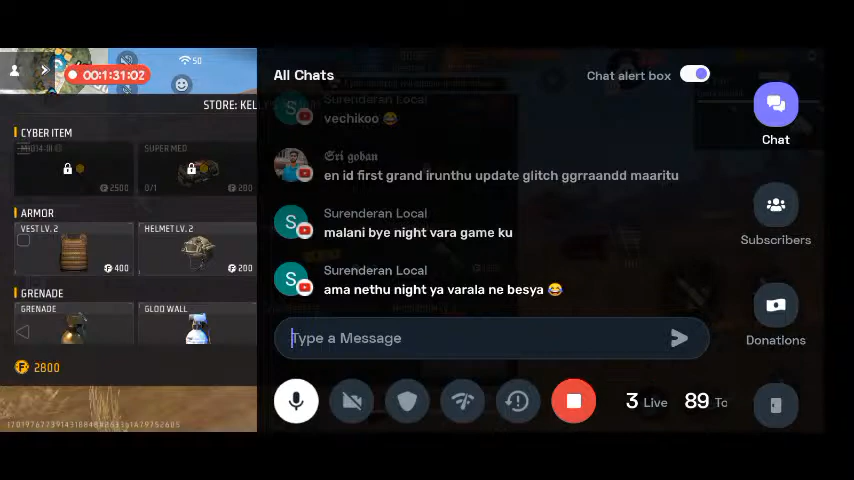 50
00:1:31:02
STORE: KEL
CYBER ITEM
SUPER MED
2500
0/1
200
ARMOR
VEST LV. 2
HELMET LV. 2
400
200
GRENADE
GRENADE
GLOO WALL
2800
All Chats
Chat alert box
Surenderan Local
vechikoo 😂
Sri goban
en id first grand irunthu update glitch ggrraandd maaritu
Surenderan Local
malani bye night vara game ku
Surenderan Local
ama nethu night ya varala ne besya 😂
Type a Message
3 Live
89 To
Chat
Subscribers
Donations